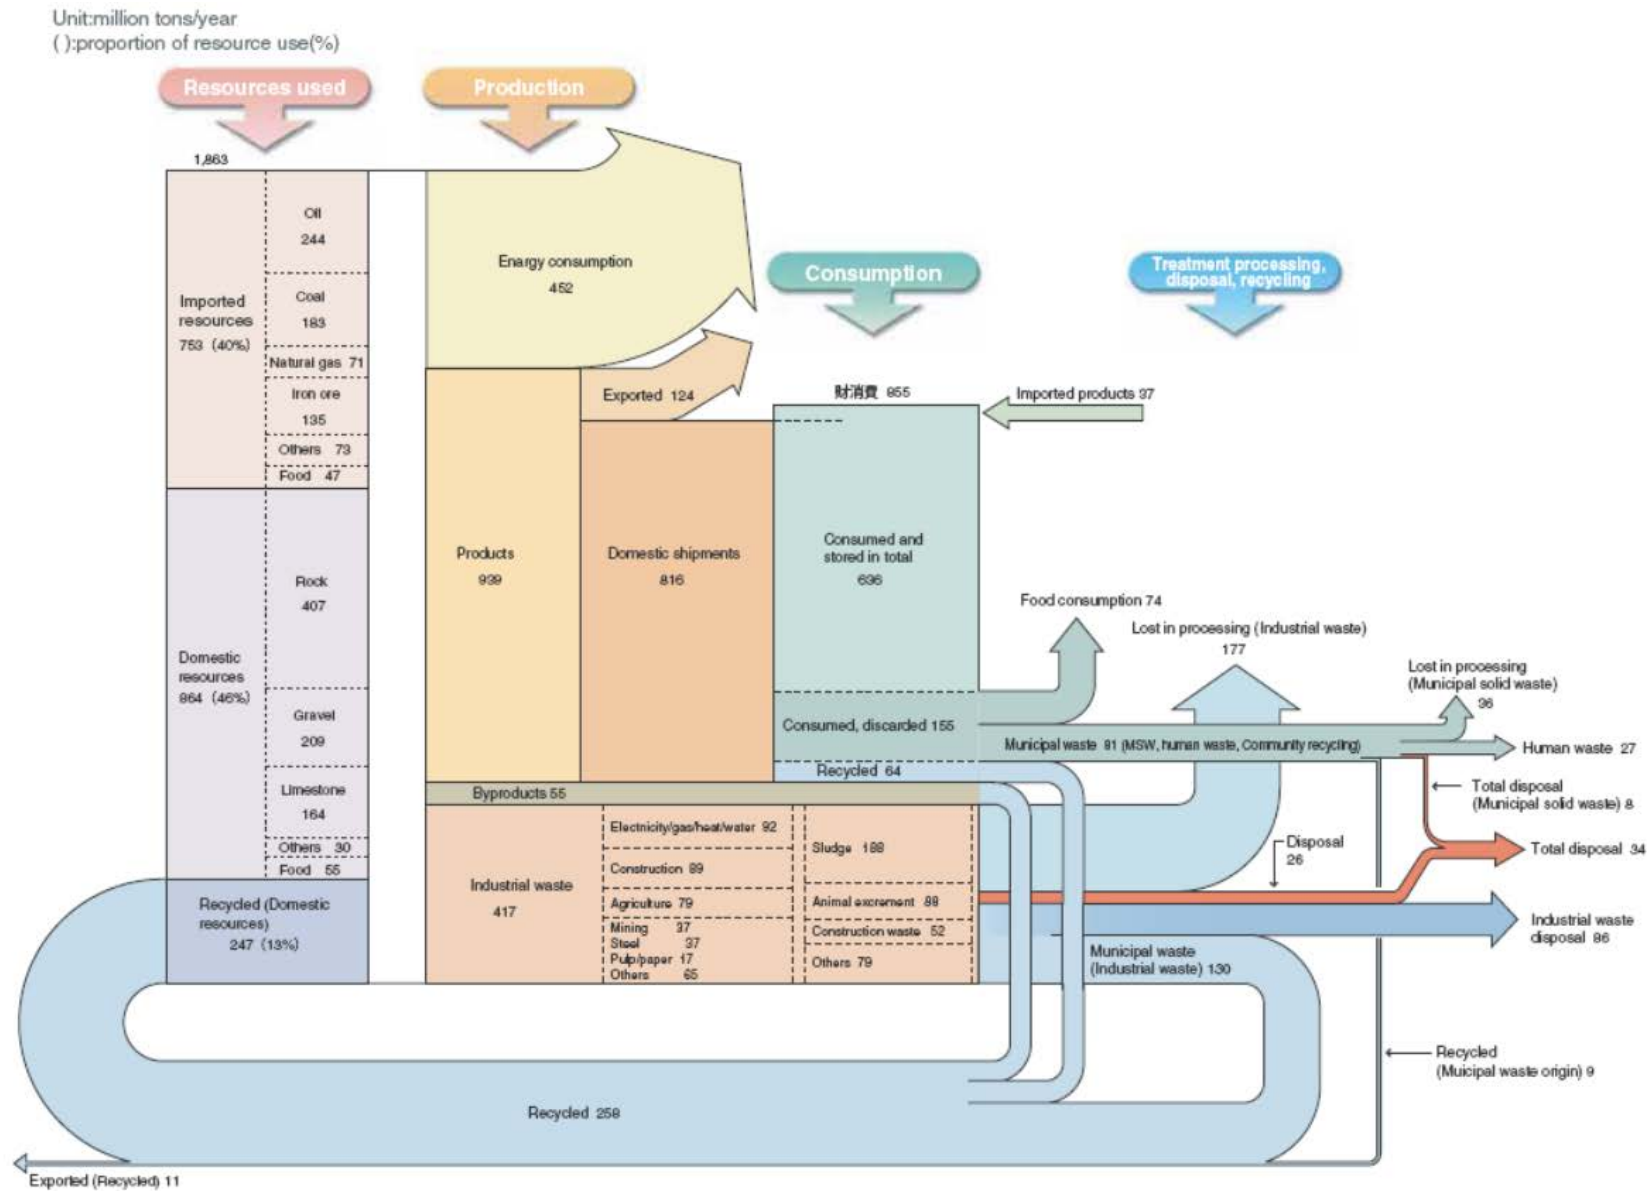 Unit:million tons/year
( ):proportion of resource use(%)
Resources used
Production
1,863
Oil
244
Coal
183
Imported
resources
753 (40%)
Natural gas 71
Iron ore
135
Others 73
Food 47
Rock
407
Domestic
resources
864 (46%)
Gravel
209
Limestone
164
Others 30
Food 55
Recycled (Domestic
resources)
247 (13%)
Enargy consumption
452
Exported 124
Products
939
Domestic shipments
816
Byproducts 55
Industrial waste
417
Electricity/gas/heat/water 92
Construction 89
Agriculture 79
Mining 37
Steel 37
Pulp/paper 17
Others 65
Sludge 188
Animal excrement 88
Construction waste 52
Others 79
Consumption
財消費 855
Imported products 37
Consumed and
stored in total
636
Consumed, discarded 155
Recycled 64
Treatment processing,
disposal, recycling
Food consumption 74
Lost in processing (Industrial waste)
177
Lost in processing
(Municipal solid waste)
36
Municipal waste 81 (MSW, human waste, Community recycling)
Human waste 27
Total disposal
(Municipal solid waste) 8
Disposal
26
Total disposal 34
Industrial waste
disposal 86
Municipal waste
(Industrial waste) 130
Recycled
(Muicipal waste origin) 9
Recycled 258
Exported (Recycled) 11